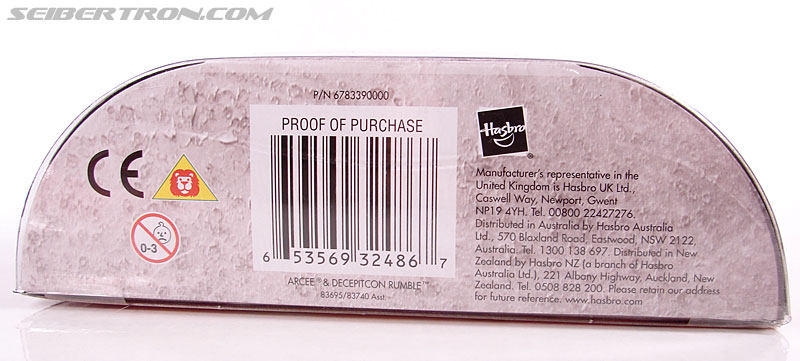 SEIBERTRON.COM
P/N 6783390000
PROOF OF PURCHASE
6 53569 32486 7
ARCEE® & DECEPITCON RUMBLE™
83695/83740 Asst.
CE
0-3
Hasbro
®
Manufacturer's representative in the
United Kingdom is Hasbro UK Ltd.,
Caswell Way, Newport, Gwent
NP19 4YH. Tel. 00800 22427276.
Distributed in Australia by Hasbro Australia
Ltd., 570 Blaxland Road, Eastwood, NSW 2122,
Australia. Tel. 1300 138 697. Distributed in New
Zealand by Hasbro NZ (a branch of Hasbro
Australia Ltd.), 221 Albany Highway, Auckland, New
Zealand. Tel. 0508 828 200. Please retain our address
for future reference. www.hasbro.com